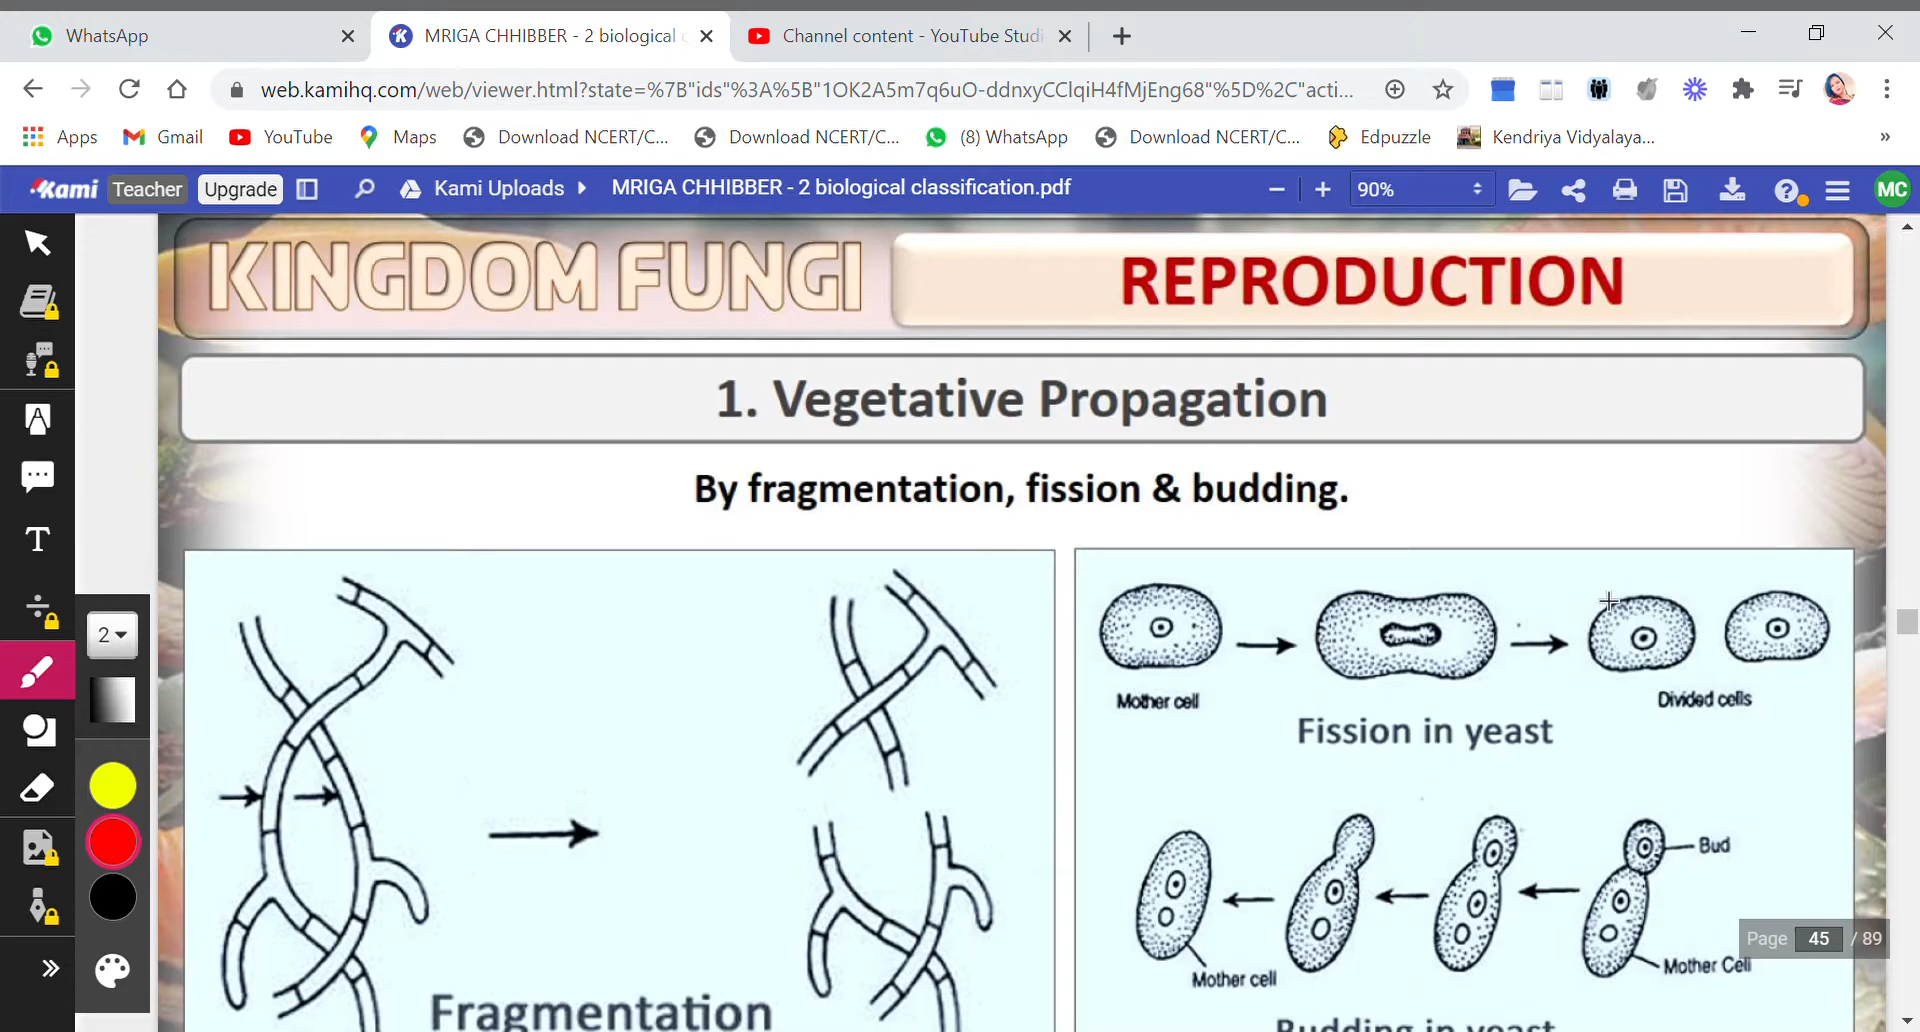 WhatsApp
MRIGA CHHIBBER - 2 biological c
Channel content - YouTube Studi
web.kamihq.com/web/viewer.html?state=%7B"ids"%3A%5B"1OK2A5m7q6uO-ddnxyCClqiH4fMjEng68"%5D%2C"acti...
Apps
Gmail
YouTube
Maps
Download NCERT/C...
Download NCERT/C...
(8) WhatsApp
Download NCERT/C...
Edpuzzle
Kendriya Vidyalaya...
Kami
Teacher
Upgrade
Kami Uploads
MRIGA CHHIBBER - 2 biological classification.pdf
90%
MC
KINGDOM FUNGI
REPRODUCTION
1. Vegetative Propagation
By fragmentation, fission & budding.
Mother cell
Divided cells
Fission in yeast
2
Bud
Mother cell
Mother Cell
Page 45 / 89
Fragmentation
Budding in yeast